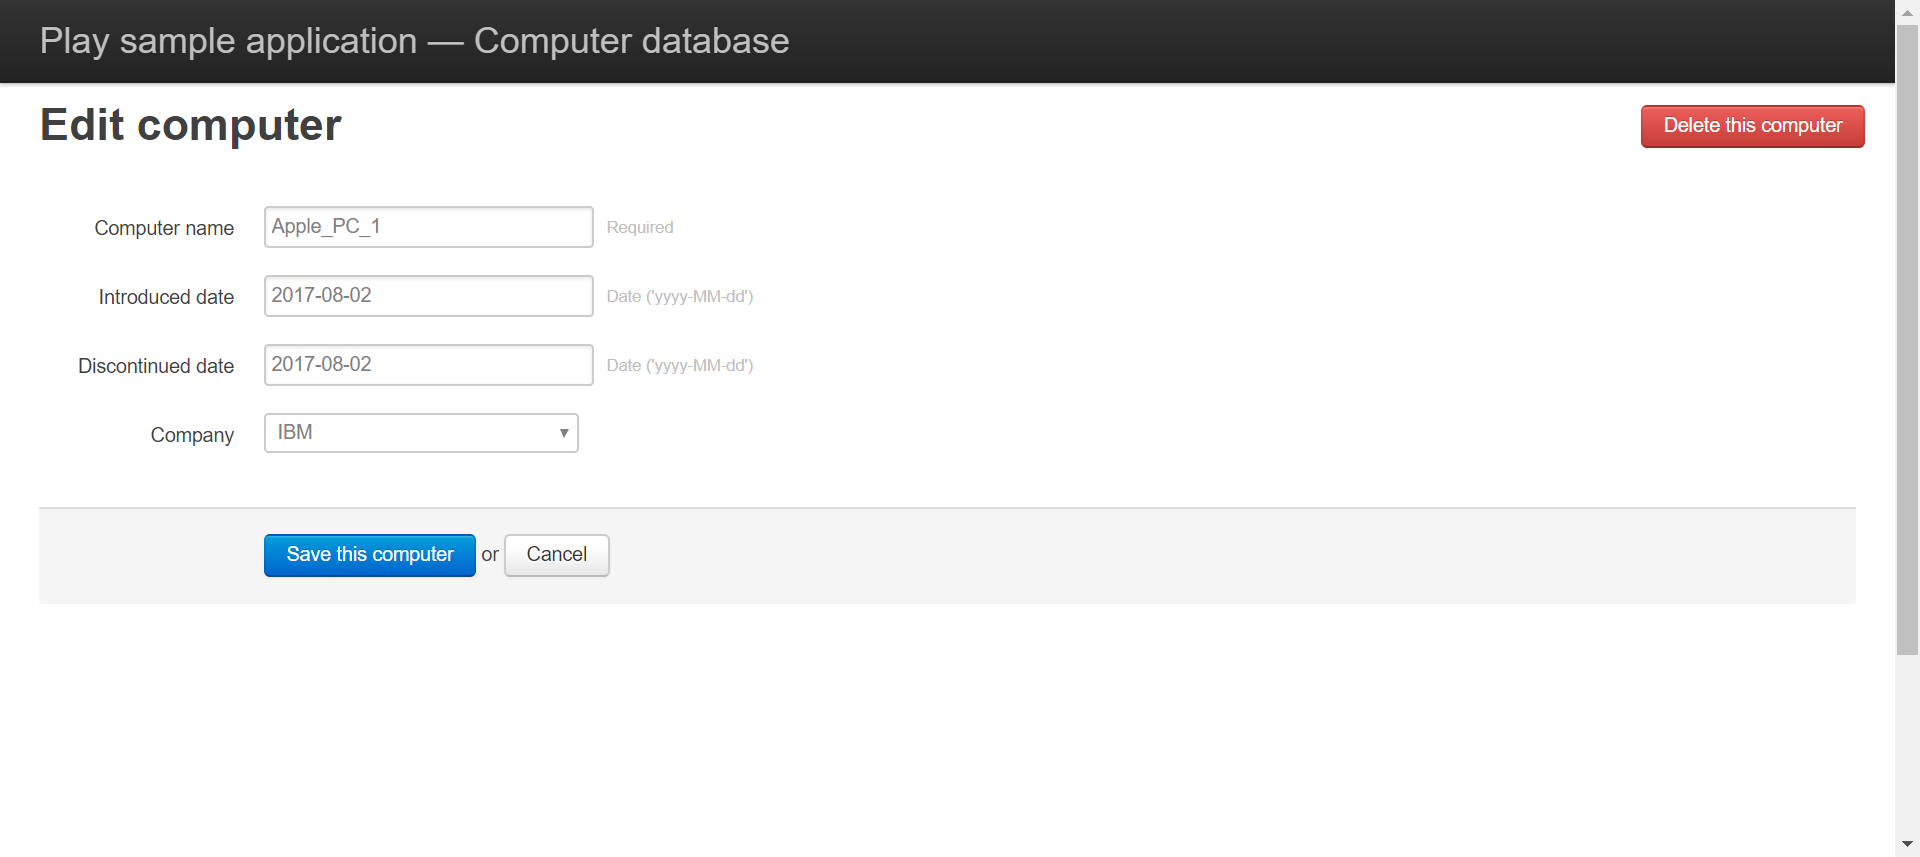 Play sample application — Computer database
Edit computer
Delete this computer
Computer name Apple_PC_1 Required
Introduced date 2017-08-02 Date ('yyyy-MM-dd')
Discontinued date 2017-08-02 Date ('yyyy-MM-dd')
Company IBM
Save this computer or Cancel